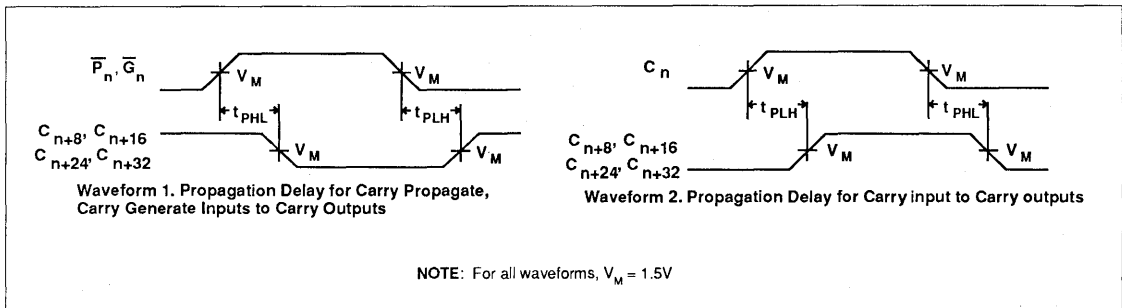 P̅n, G̅n
VM
VM
tPHL
tPLH
Cn+8, Cn+16
Cn+24, Cn+32
VM
VM
Waveform 1. Propagation Delay for Carry Propagate,
Carry Generate Inputs to Carry Outputs
Cn
VM
VM
tPLH
tPHL
Cn+8, Cn+16
Cn+24, Cn+32
VM
VM
Waveform 2. Propagation Delay for Carry input to Carry outputs
NOTE: For all waveforms, VM = 1.5V